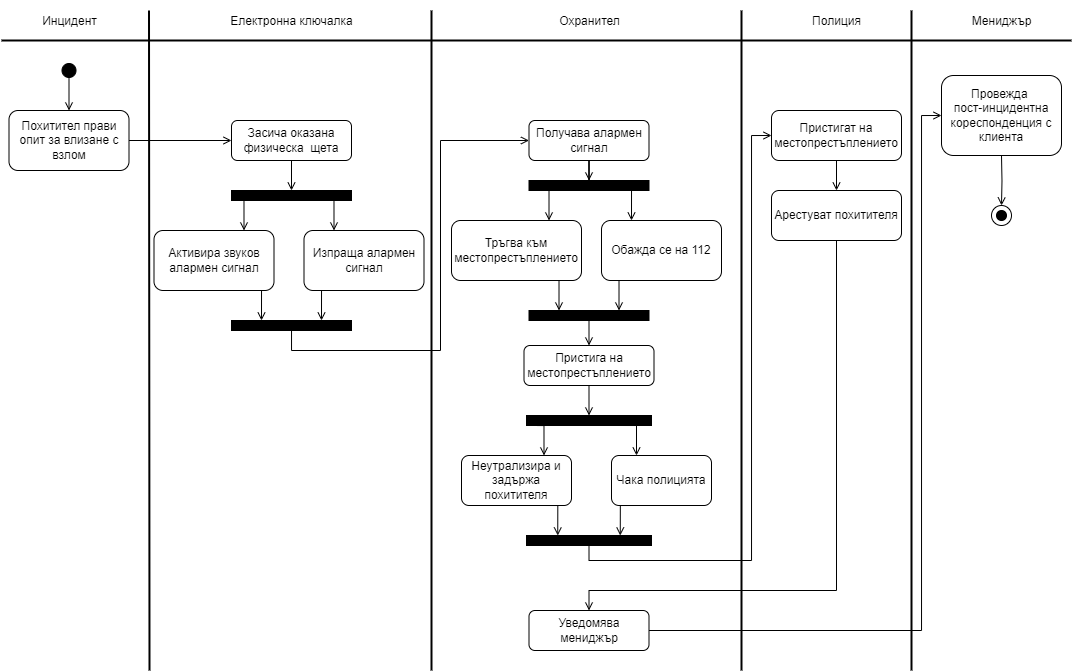 Инцидент
Електронна ключалка
Охранител
Полиция
Мениджър
Похитител прави
опит за влизане с
взлом
Засича оказана
физическа щета
Активира звуков
алармен сигнал
Изпраща алармен
сигнал
Получава алармен
сигнал
Тръгва към
местопрестъплението
Обажда се на 112
Пристига на
местопрестъплението
Неутрализира и
задържа
похитителя
Чака полицията
Уведомява
мениджър
Пристигат на
местопрестъплението
Арестуват похитителя
Провежда
пост-инцидентна
кореспонденция с
клиента